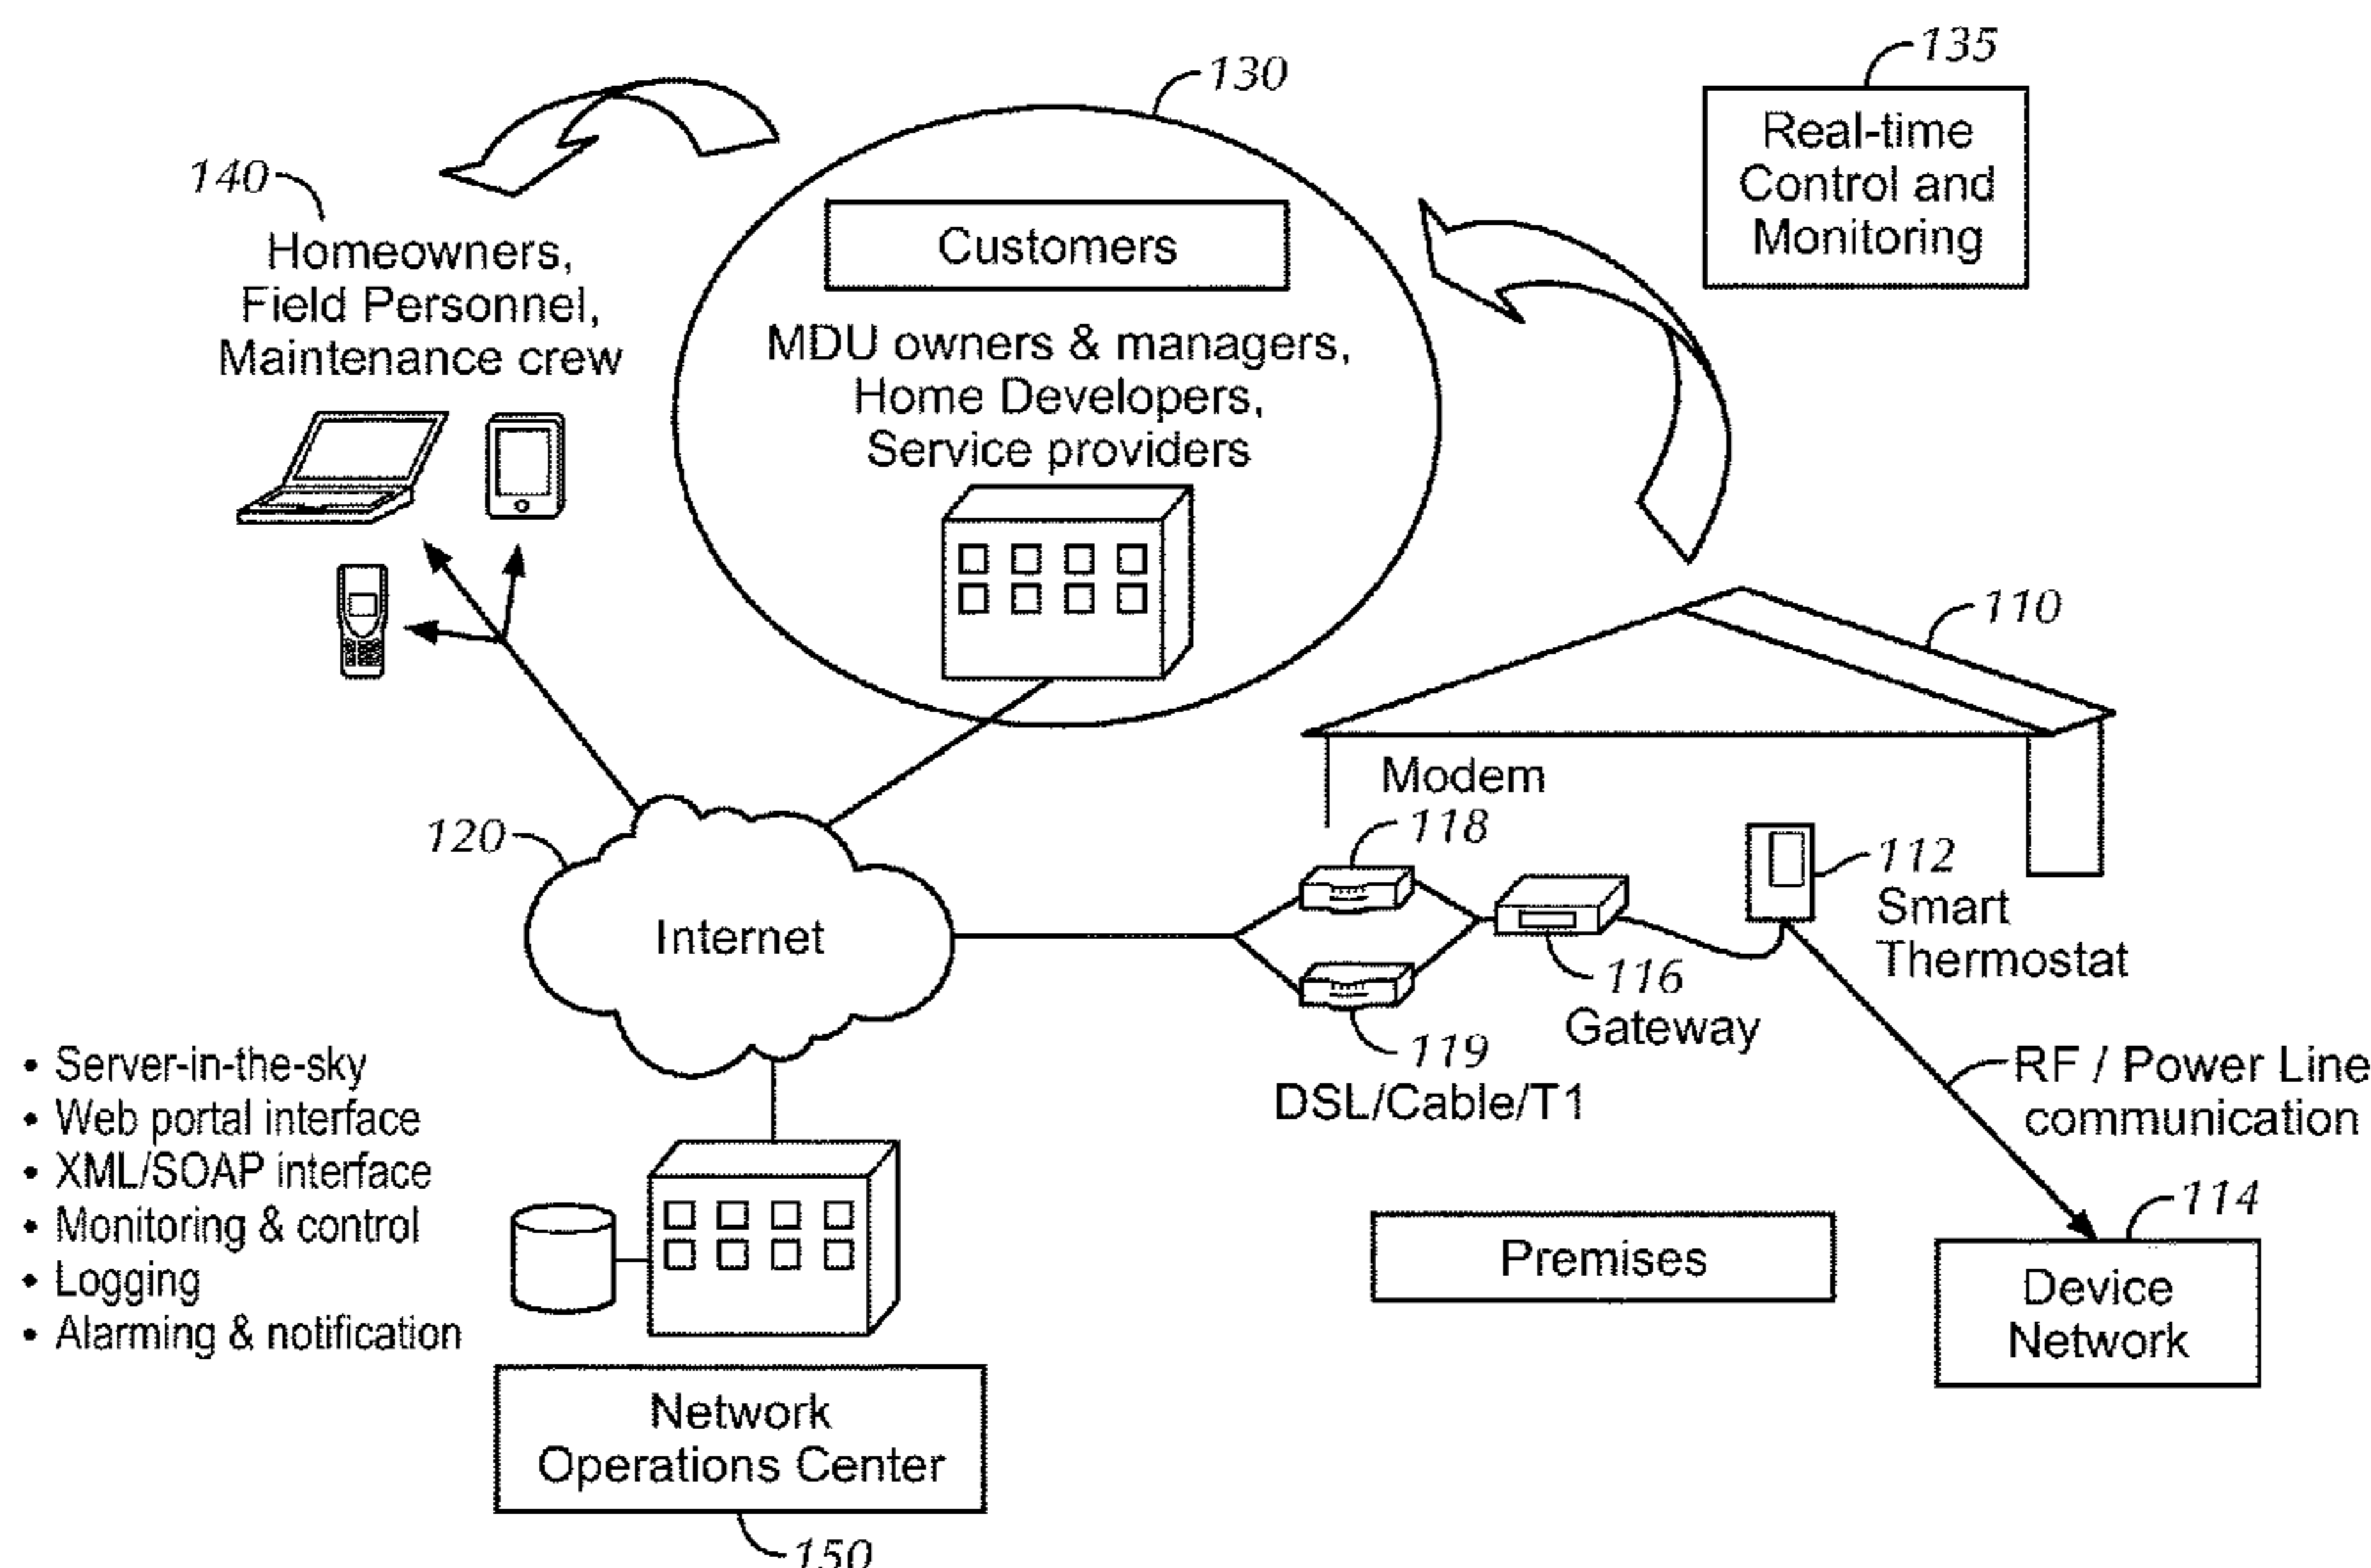 135
130
Real-time
Control and
Monitoring
140
Homeowners,
Field Personnel,
Maintenance crew
Customers
MDU owners & managers,
Home Developers,
Service providers
110
Modem
118
120
Internet
112
Smart
Thermostat
116
Gateway
119
DSL/Cable/T1
RF / Power Line
communication
• Server-in-the-sky
• Web portal interface
• XML/SOAP interface
• Monitoring & control
• Logging
• Alarming & notification
114
Premises
Device
Network
Network
Operations Center
150